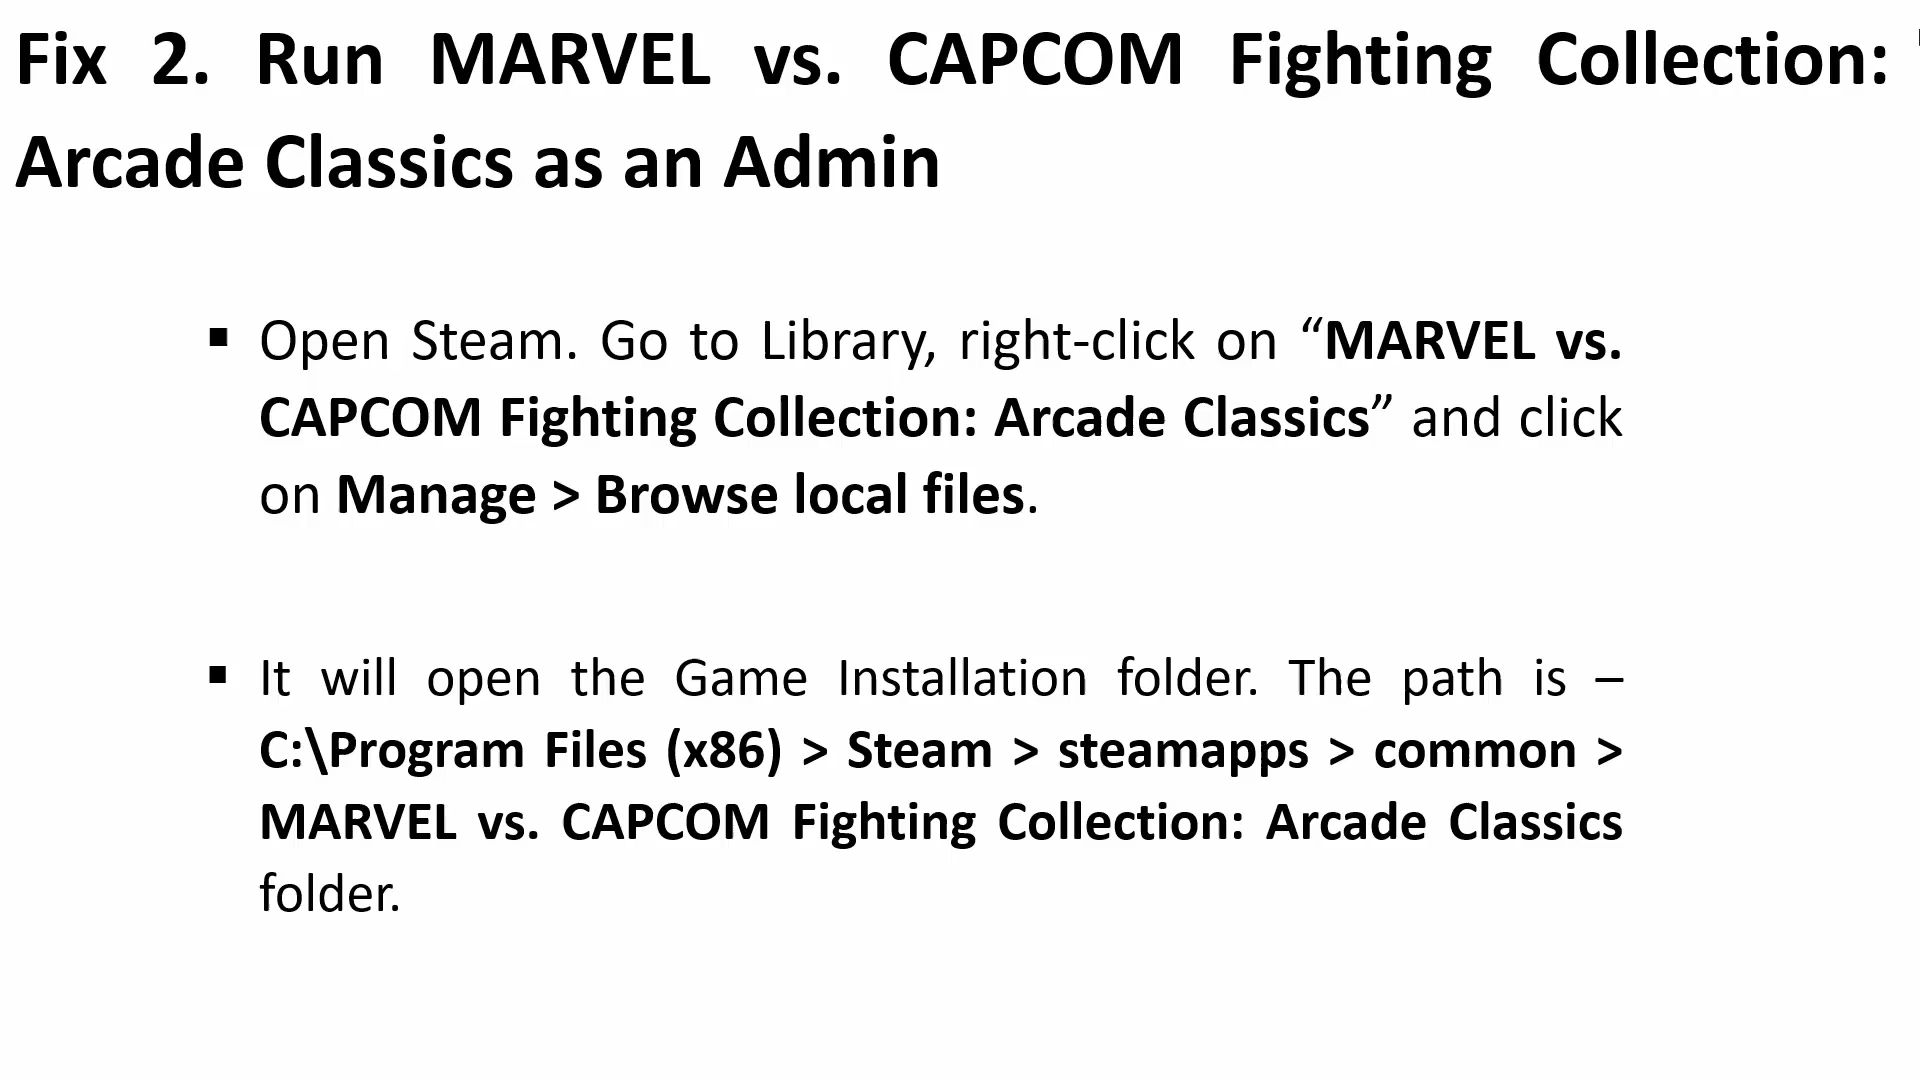 Fix 2. Run MARVEL vs. CAPCOM Fighting Collection:
Arcade Classics as an Admin
▪ Open Steam. Go to Library, right-click on “MARVEL vs.
CAPCOM Fighting Collection: Arcade Classics” and click
on Manage > Browse local files.
▪ It will open the Game Installation folder. The path is –
C:\Program Files (x86) > Steam > steamapps > common >
MARVEL vs. CAPCOM Fighting Collection: Arcade Classics
folder.